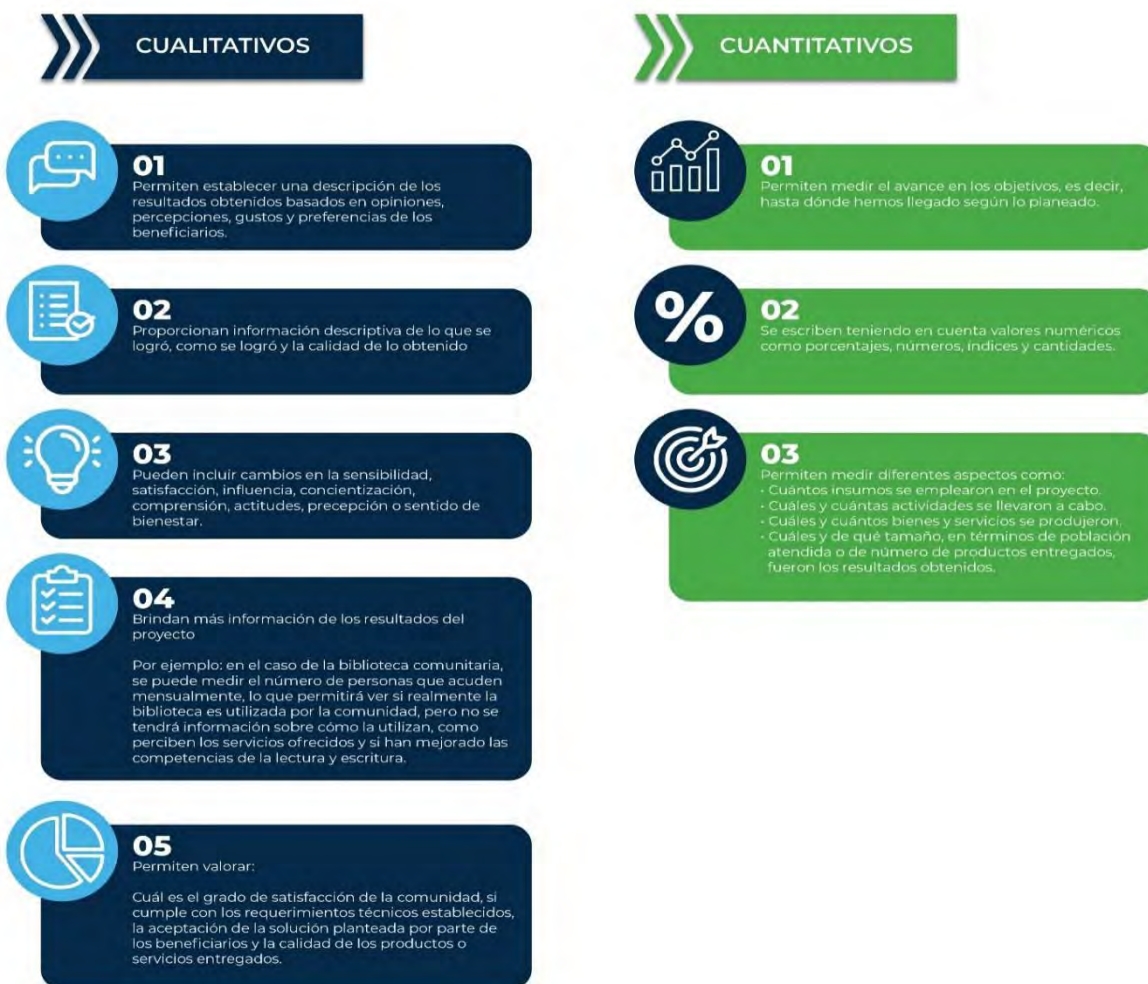 CUALITATIVOS
01
Permiten establecer una descripción de los
resultados obtenidos basados en opiniones,
percepciones, gustos y preferencias de los
beneficiarios.
02
Proporcionan información descriptiva de lo que se
logró, como se logró y la calidad de lo obtenido
03
Pueden incluir cambios en la sensibilidad,
satisfacción, influencia, concientización,
comprensión, actitudes, precepción o sentido de
bienestar.
04
Brindan más información de los resultados del
proyecto
Por ejemplo: en el caso de la biblioteca comunitaria,
se puede medir el número de personas que acuden
mensualmente, lo que permitirá ver si realmente la
biblioteca es utilizada por la comunidad, pero no se
tendrá información sobre cómo la utilizan, como
perciben los servicios ofrecidos y si han mejorado las
competencias de la lectura y escritura.
05
Permiten valorar:
Cuál es el grado de satisfacción de la comunidad, si
cumple con los requerimientos técnicos establecidos,
la aceptación de la solución planteada por parte de
los beneficiarios y la calidad de los productos o
servicios entregados.
CUANTITATIVOS
01
Permiten medir el avance en los objetivos, es decir,
hasta dónde hemos llegado según lo planeado.
%
02
Se escriben teniendo en cuenta valores numéricos
como porcentajes, números, índices y cantidades.
03
Permiten medir diferentes aspectos como:
• Cuántos insumos se emplearon en el proyecto.
• Cuáles y cuántas actividades se llevaron a cabo.
• Cuáles y cuántos bienes y servicios se produjeron.
• Cuáles y de qué tamaño, en términos de población
atendida o de número de productos entregados,
fueron los resultados obtenidos.